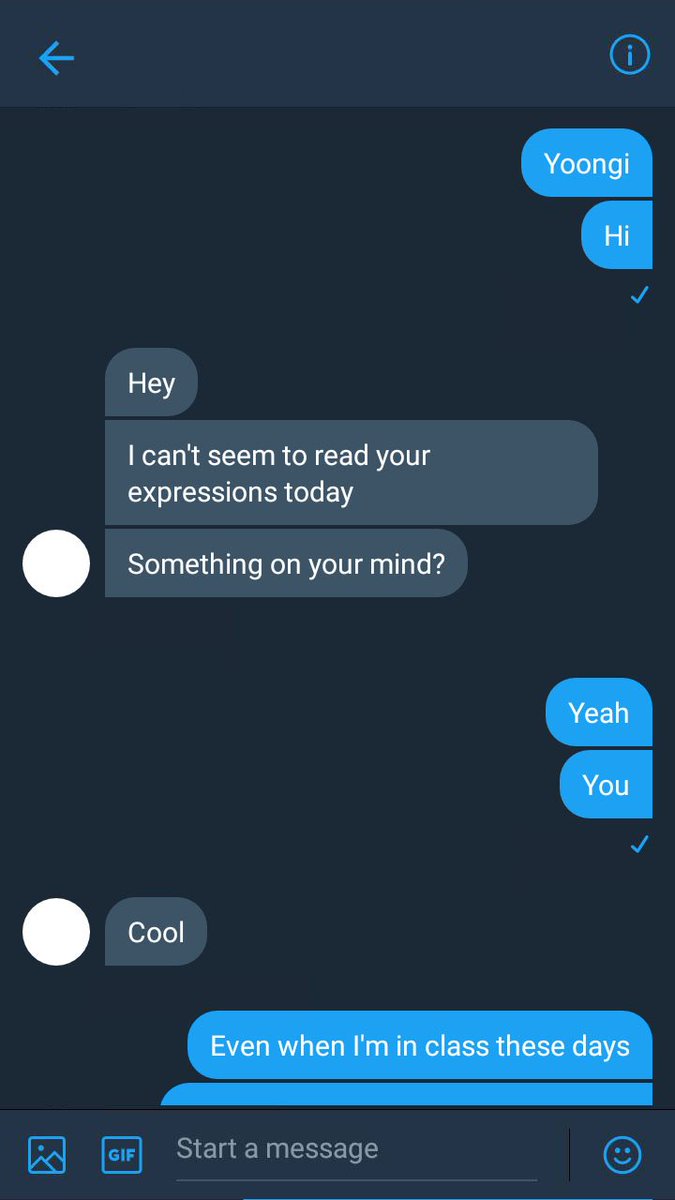 Yoongi
Hi
Hey
I can't seem to read your
expressions today
Something on your mind?
Yeah
You
Cool
Even when I'm in class these days
GIF
Start a message